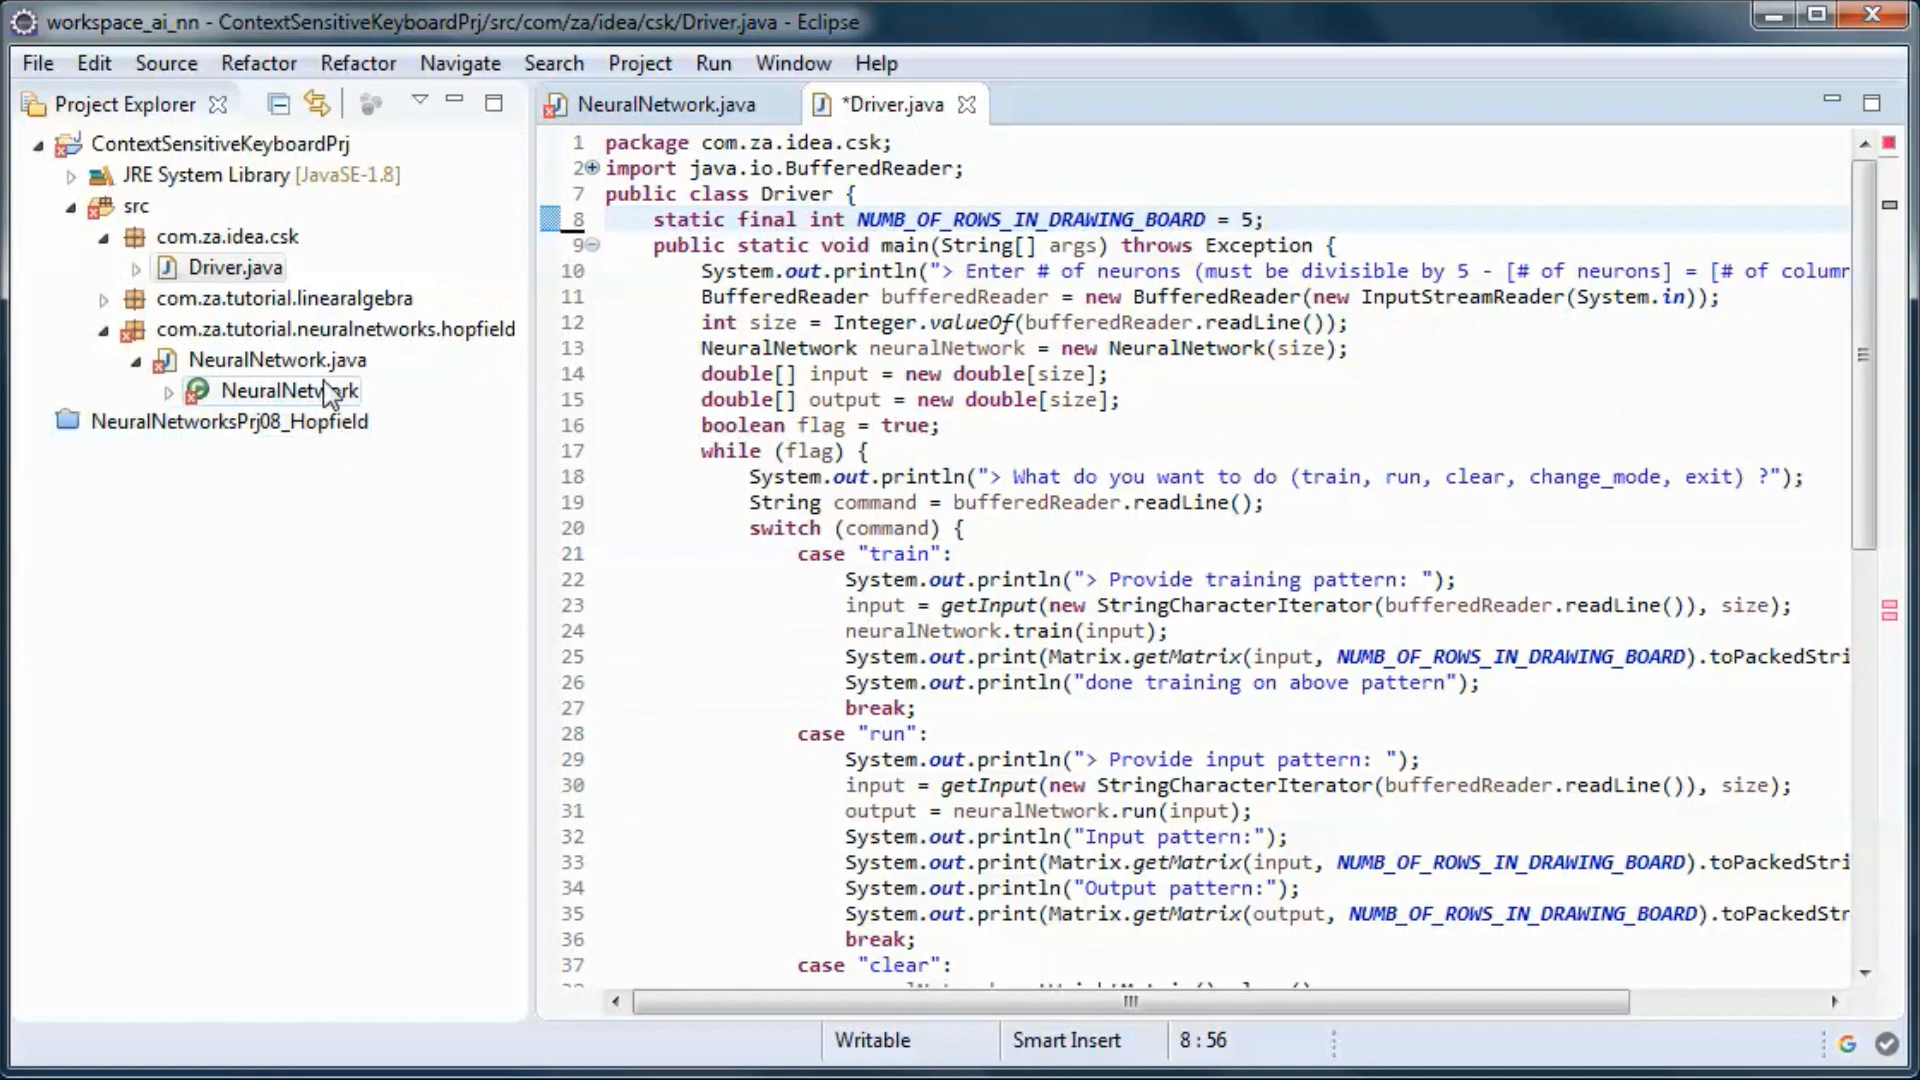 workspace_ai_nn - ContextSensitiveKeyboardPrj/src/com/za/idea/csk/Driver.java - Eclipse
File Edit Source Refactor Refactor Navigate Search Project Run Window Help
Project Explorer
ContextSensitiveKeyboardPrj
JRE System Library [JavaSE-1.8]
src
com.za.idea.csk
Driver.java
com.za.tutorial.linearalgebra
com.za.tutorial.neuralnetworks.hopfield
NeuralNetwork.java
NeuralNetwork
NeuralNetworksPrj08_Hopfield
NeuralNetwork.java *Driver.java
1 package com.za.idea.csk;
2 import java.io.BufferedReader;
7 public class Driver {
8 static final int NUMB_OF_ROWS_IN_DRAWING_BOARD = 5;
9 public static void main(String[] args) throws Exception {
10 System.out.println("> Enter # of neurons (must be divisible by 5 - [# of neurons] = [# of column
11 BufferedReader bufferedReader = new BufferedReader(new InputStreamReader(System.in));
12 int size = Integer.valueOf(bufferedReader.readLine());
13 NeuralNetwork neuralNetwork = new NeuralNetwork(size);
14 double[] input = new double[size];
15 double[] output = new double[size];
16 boolean flag = true;
17 while (flag) {
18 System.out.println("> What do you want to do (train, run, clear, change_mode, exit) ?");
19 String command = bufferedReader.readLine();
20 switch (command) {
21 case "train":
22 System.out.println("> Provide training pattern: ");
23 input = getInput(new StringCharacterIterator(bufferedReader.readLine()), size);
24 neuralNetwork.train(input);
25 System.out.print(Matrix.getMatrix(input, NUMB_OF_ROWS_IN_DRAWING_BOARD).toPackedStri
26 System.out.println("done training on above pattern");
27 break;
28 case "run":
29 System.out.println("> Provide input pattern: ");
30 input = getInput(new StringCharacterIterator(bufferedReader.readLine()), size);
31 output = neuralNetwork.run(input);
32 System.out.println("Input pattern:");
33 System.out.print(Matrix.getMatrix(input, NUMB_OF_ROWS_IN_DRAWING_BOARD).toPackedStri
34 System.out.println("Output pattern:");
35 System.out.print(Matrix.getMatrix(output, NUMB_OF_ROWS_IN_DRAWING_BOARD).toPackedStr
36 break;
37 case "clear":
Writable Smart Insert 8 : 56